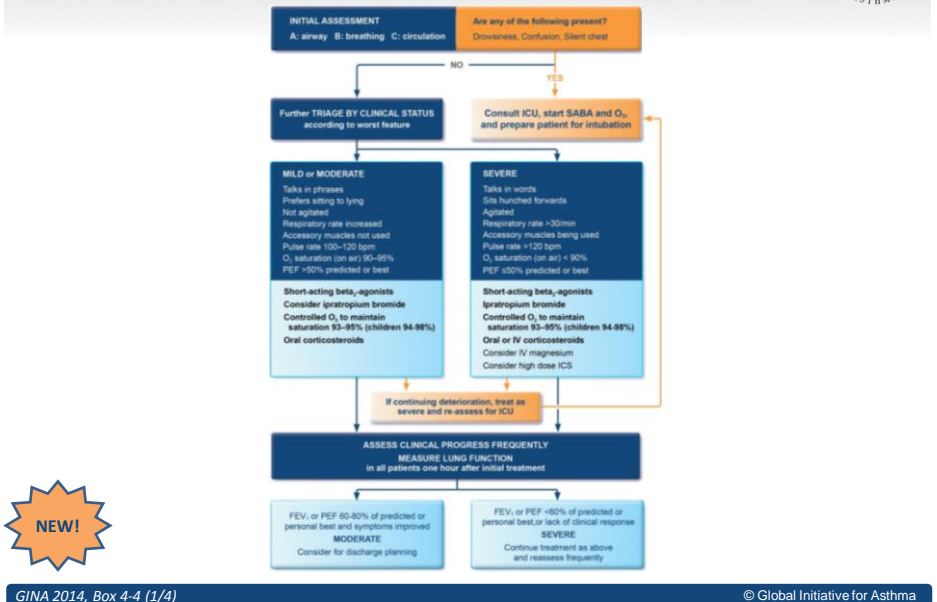 INITIAL ASSESSMENT
A: airway B: breathing C: circulation
Are any of the following present?
Drowsiness, Confusion, Silent chest
NO
YES
Further TRIAGE BY CLINICAL STATUS
according to worst feature
Consult ICU, start SABA and O₂,
and prepare patient for intubation
MILD or MODERATE
Talks in phrases
Prefers sitting to lying
Not agitated
Respiratory rate increased
Accessory muscles not used
Pulse rate 100–120 bpm
O₂ saturation (on air) 90–95%
PEF >50% predicted or best
SEVERE
Talks in words
Sits hunched forwards
Agitated
Respiratory rate >30/min
Accessory muscles being used
Pulse rate >120 bpm
O₂ saturation (on air) < 90%
PEF ≤50% predicted or best
Short-acting beta₂-agonists
Consider ipratropium bromide
Controlled O₂ to maintain
saturation 93–95% (children 94-98%)
Oral corticosteroids
Short-acting beta₂-agonists
Ipratropium bromide
Controlled O₂ to maintain
saturation 93–95% (children 94-98%)
Oral or IV corticosteroids
Consider IV magnesium
Consider high dose ICS
If continuing deterioration, treat as
severe and re-assess for ICU
ASSESS CLINICAL PROGRESS FREQUENTLY
MEASURE LUNG FUNCTION
in all patients one hour after initial treatment
FEV₁ or PEF 60-80% of predicted or
personal best and symptoms improved
MODERATE
Consider for discharge planning
FEV₁ or PEF <60% of predicted or
personal best,or lack of clinical response
SEVERE
Continue treatment as above
and reassess frequently
NEW!
GINA 2014, Box 4-4 (1/4)
© Global Initiative for Asthma